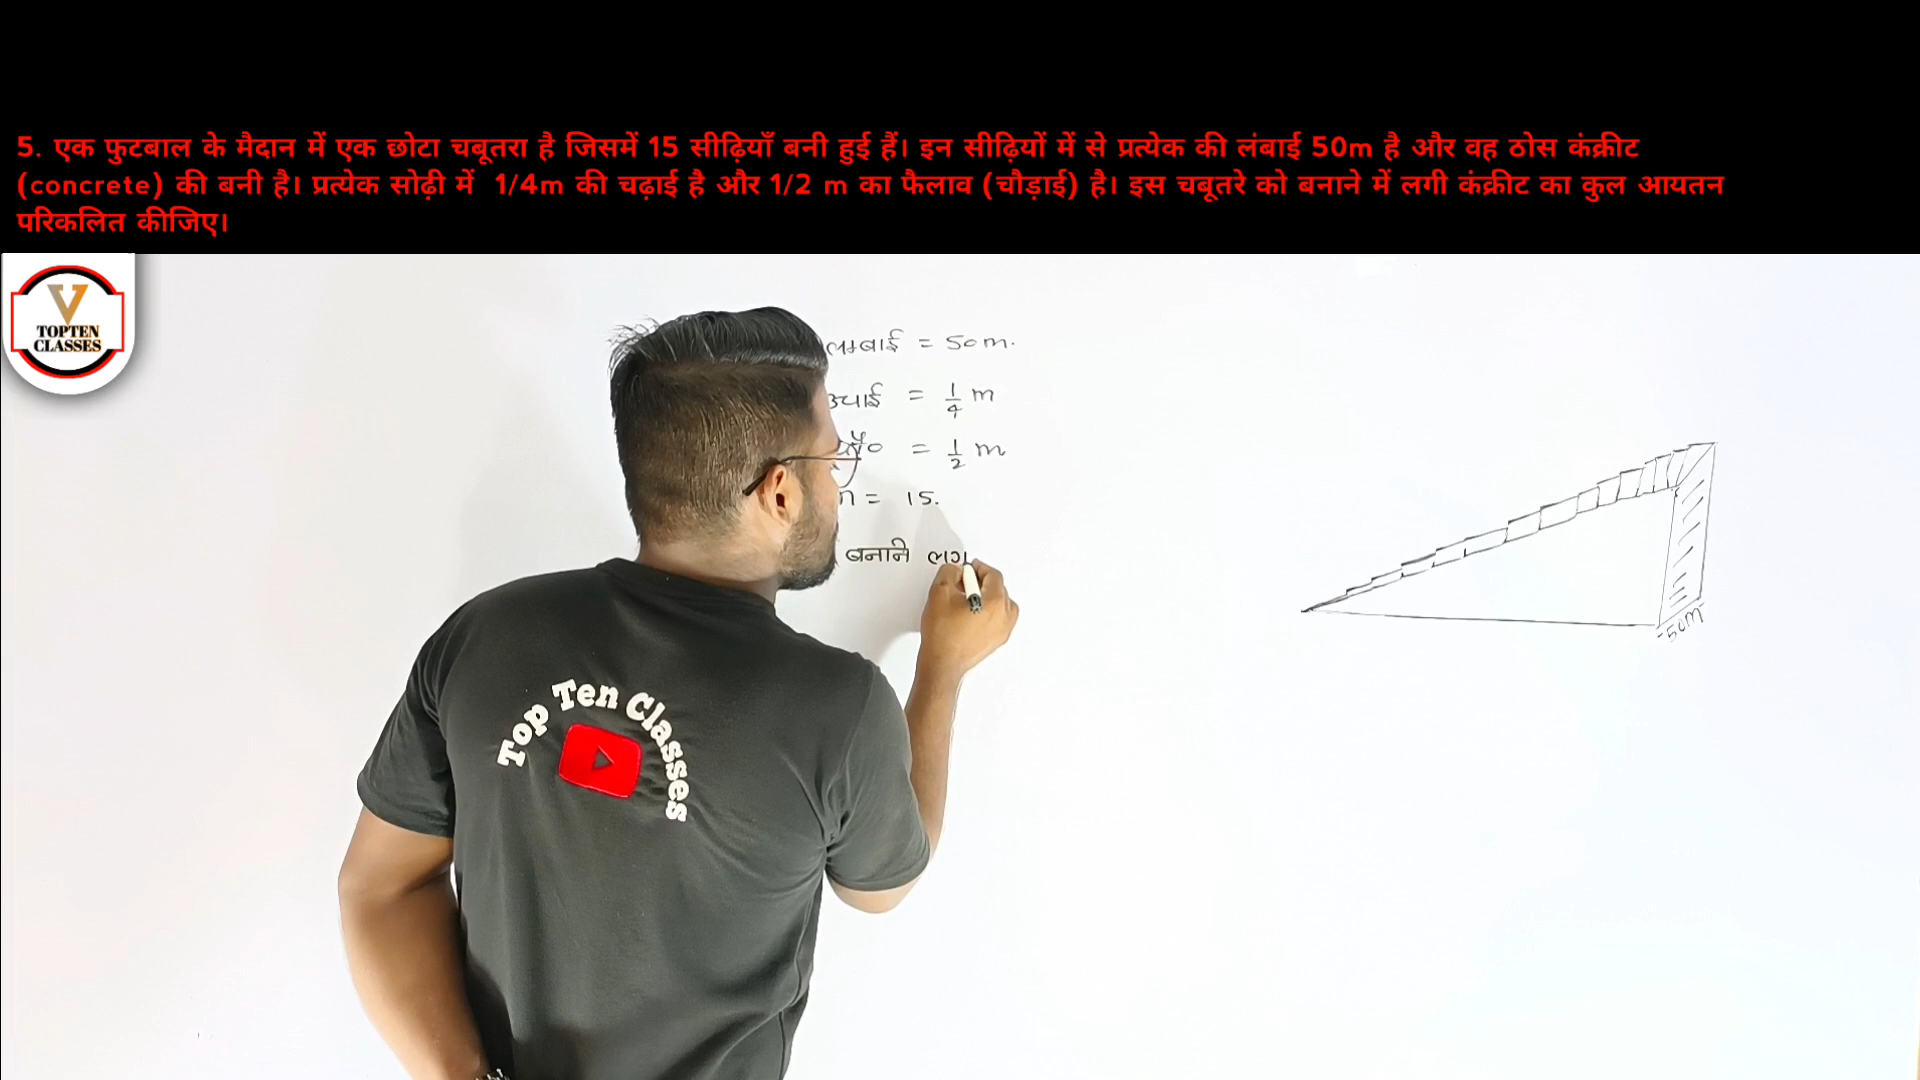 5. एक फुटबाल के मैदान में एक छोटा चबूतरा है जिसमें 15 सीढ़ियाँ बनी हुई हैं। इन सीढ़ियों में से प्रत्येक की लंबाई 50m है और वह ठोस कंक्रीट
(concrete) की बनी है। प्रत्येक सोढ़ी में 1/4m की चढ़ाई है और 1/2 m का फैलाव (चौड़ाई) है। इस चबूतरे को बनाने में लगी कंक्रीट का कुल आयतन
परिकलित कीजिए।
V
TOPTEN
CLASSES
लम्बाई = 50m.
= 1/4 m
= 1/2 m
n = 15.
बनाने लग
50m
Top Ten Classes